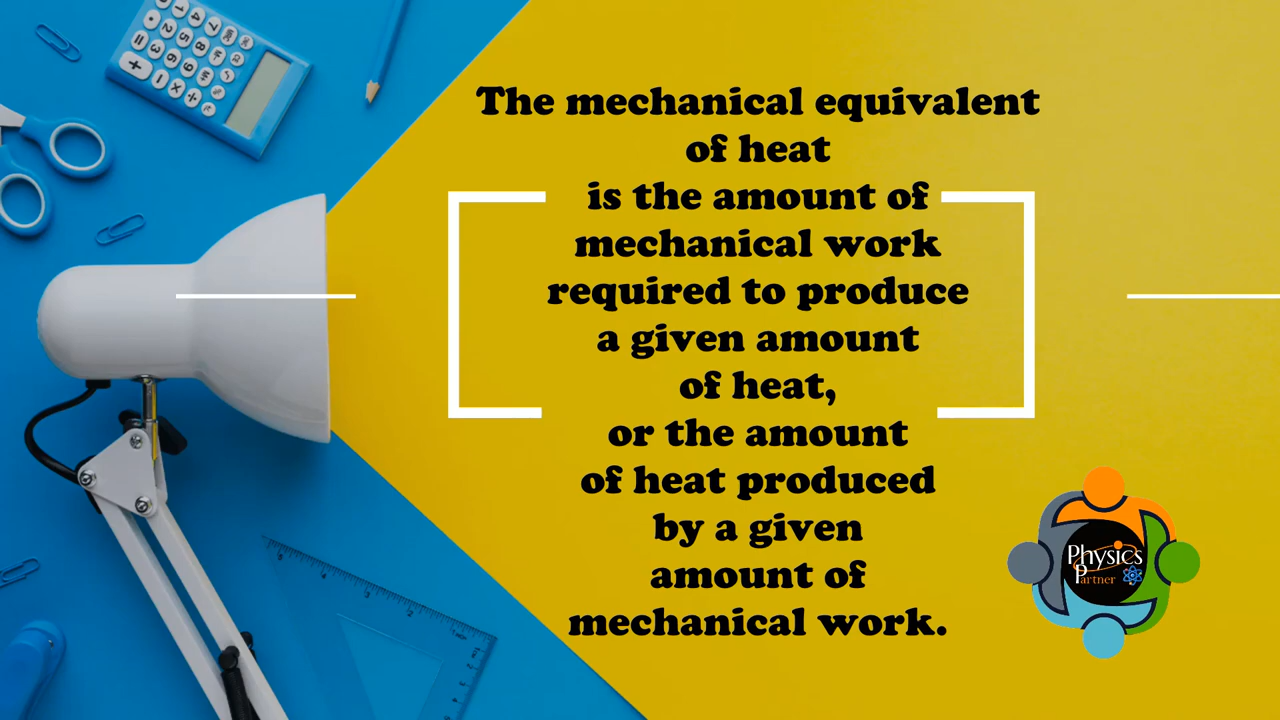 The mechanical equivalent
of heat
is the amount of
mechanical work
required to produce
a given amount
of heat,
or the amount
of heat produced
by a given
amount of
mechanical work.
Physics
Partner